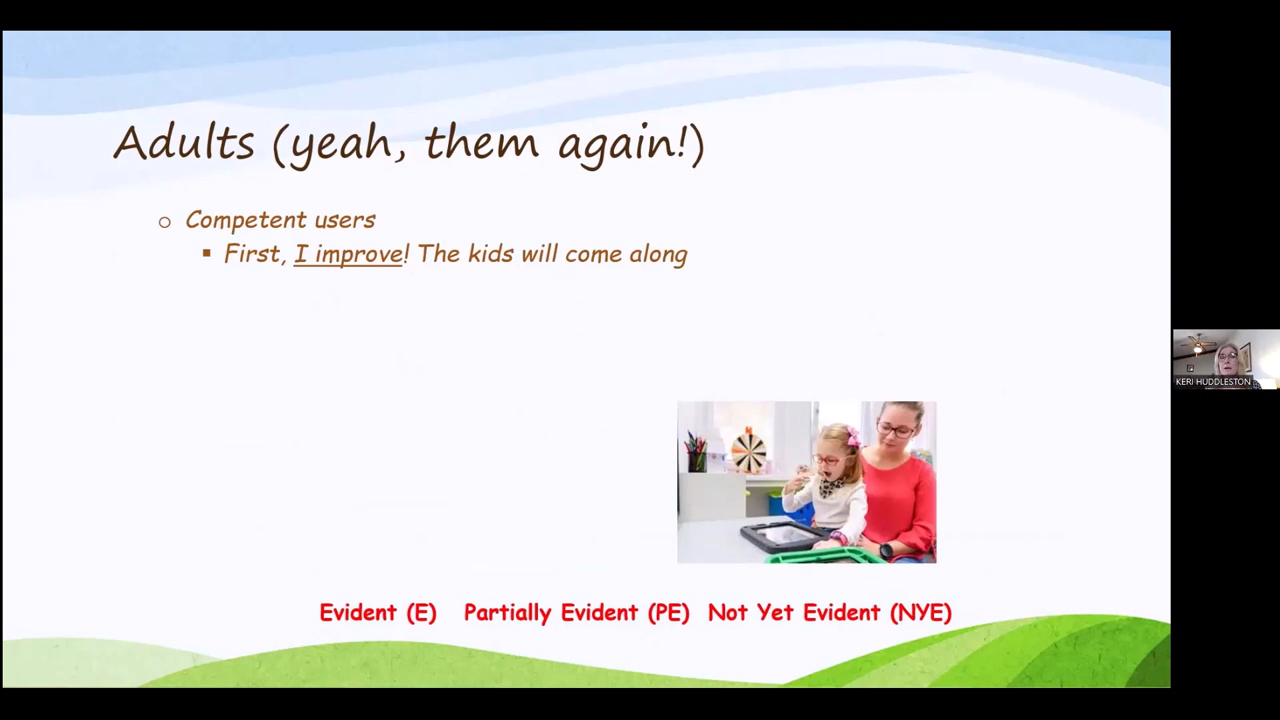 Adults (yeah, them again!)
Competent users
First, I improve! The kids will come along
KERI HUDDLESTON
Evident (E) Partially Evident (PE) Not Yet Evident (NYE)